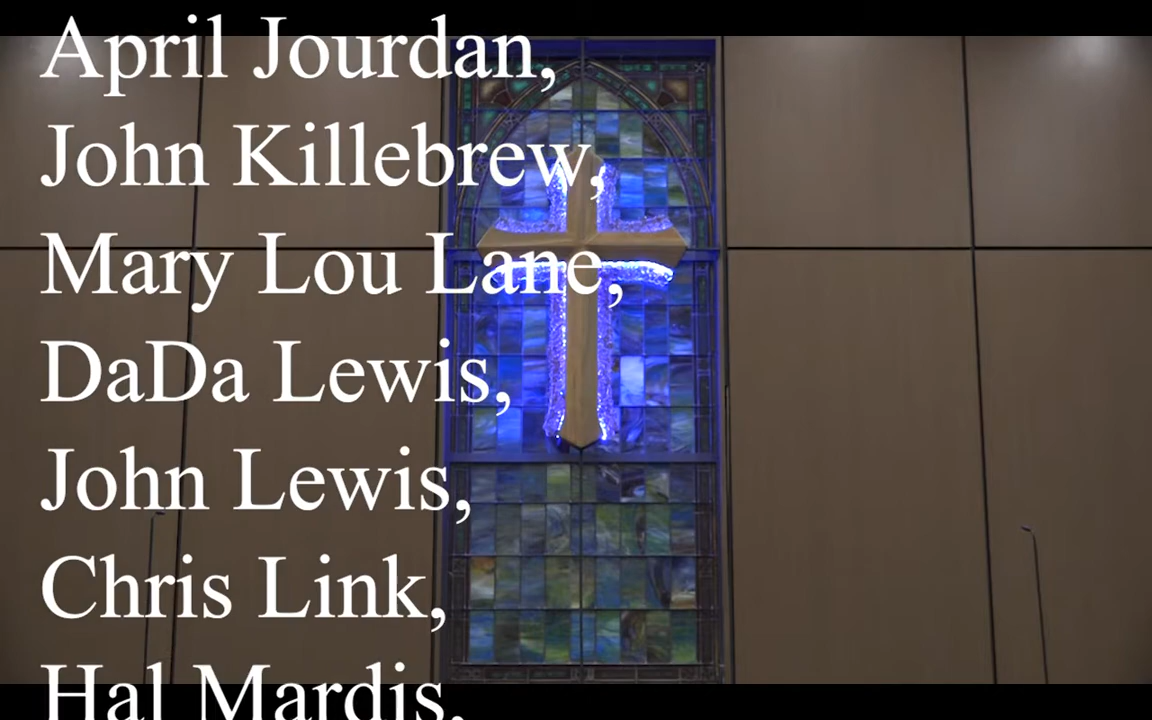 April Jourdan,
John Killebrew,
Mary Lou Lane,
DaDa Lewis,
John Lewis,
Chris Link,
Hal Mardis,